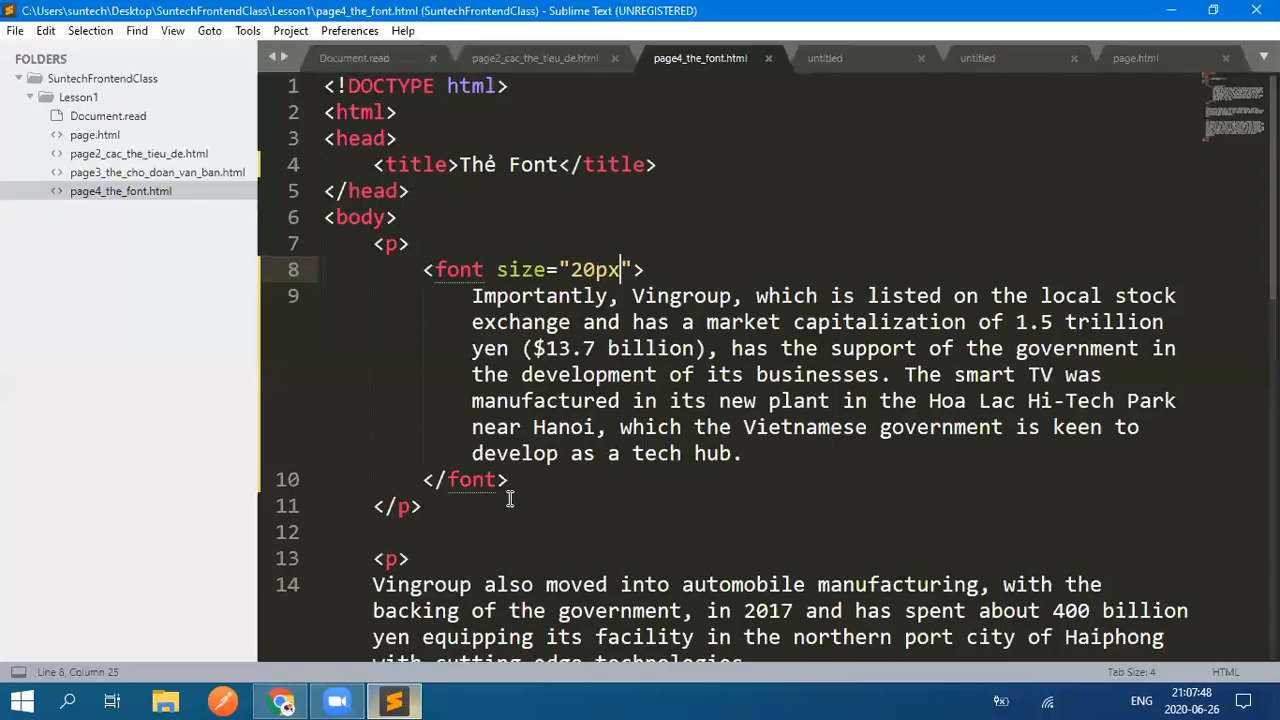 C:\Users\suntech\Desktop\SuntechFrontendClass\Lesson1\page4_the_font.html (SuntechFrontendClass) - Sublime Text (UNREGISTERED)
File Edit Selection Find View Goto Tools Project Preferences Help
FOLDERS
SuntechFrontendClass
Lesson1
Document.read
page.html
page2_cac_the_tieu_de.html
page3_the_cho_doan_van_ban.html
page4_the_font.html
Document.read page2_cac_the_tieu_de.html page4_the_font.html untitled untitled page.html
1 <!DOCTYPE html>
2 <html>
3 <head>
4 <title>Thẻ Font</title>
5 </head>
6 <body>
7 <p>
8 <font size="20px">
9 Importantly, Vingroup, which is listed on the local stock
exchange and has a market capitalization of 1.5 trillion
yen ($13.7 billion), has the support of the government in
the development of its businesses. The smart TV was
manufactured in its new plant in the Hoa Lac Hi-Tech Park
near Hanoi, which the Vietnamese government is keen to
develop as a tech hub.
10 </font>
11 </p>
12
13 <p>
14 Vingroup also moved into automobile manufacturing, with the
backing of the government, in 2017 and has spent about 400 billion
yen equipping its facility in the northern port city of Haiphong
with cutting-edge technologies
Line 8, Column 25 Tab Size: 4 HTML
ENG 21:07:48
2020-06-26